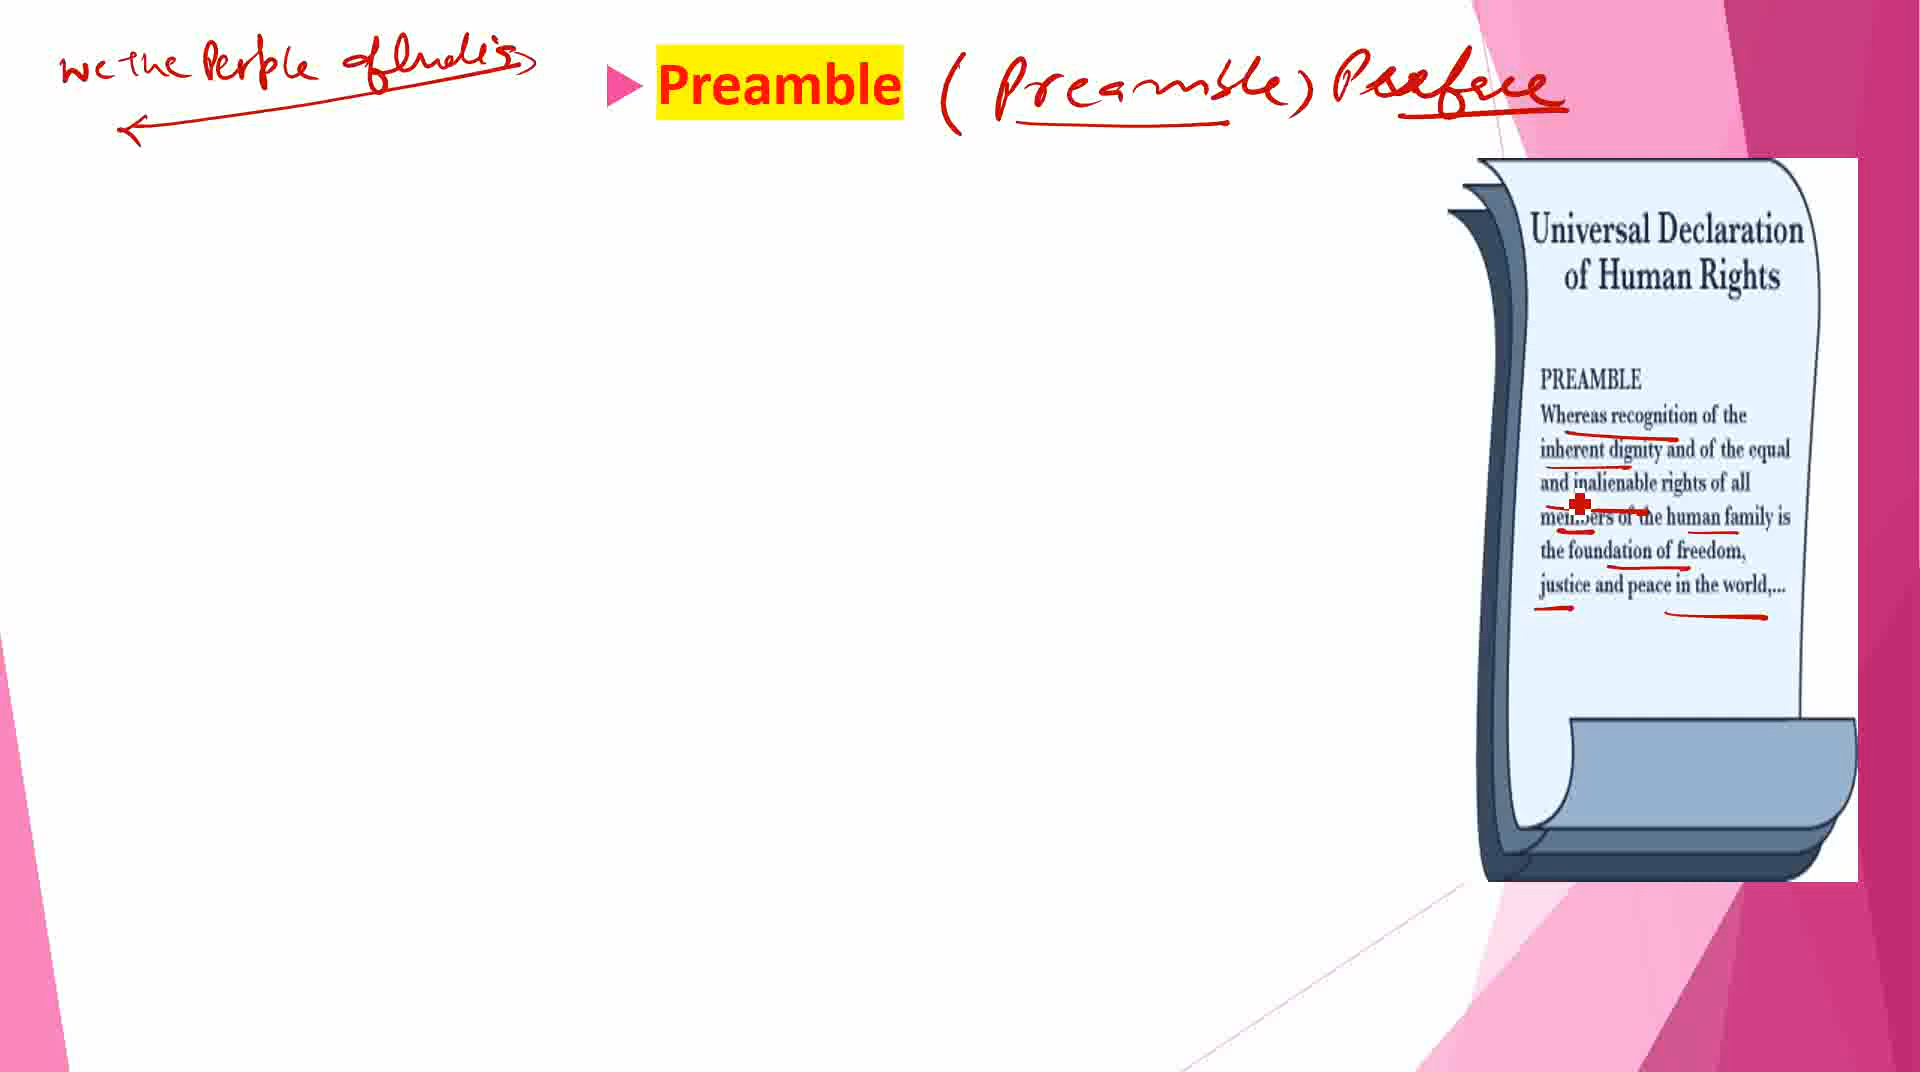 we the People of India
Preamble (Preamble) Preface
Universal Declaration
of Human Rights
PREAMBLE
Whereas recognition of the
inherent dignity and of the equal
and inalienable rights of all
members of the human family is
the foundation of freedom,
justice and peace in the world,...